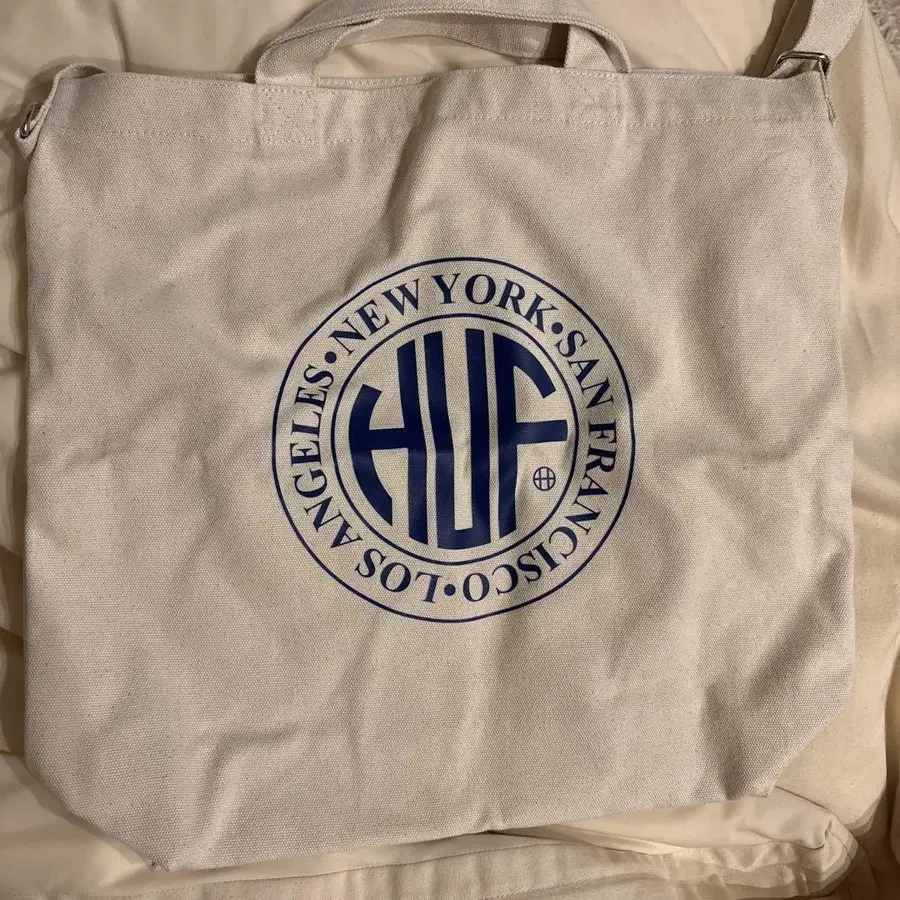 NEW YORK • SAN FRANCISCO • LOS ANGELES •
HUF